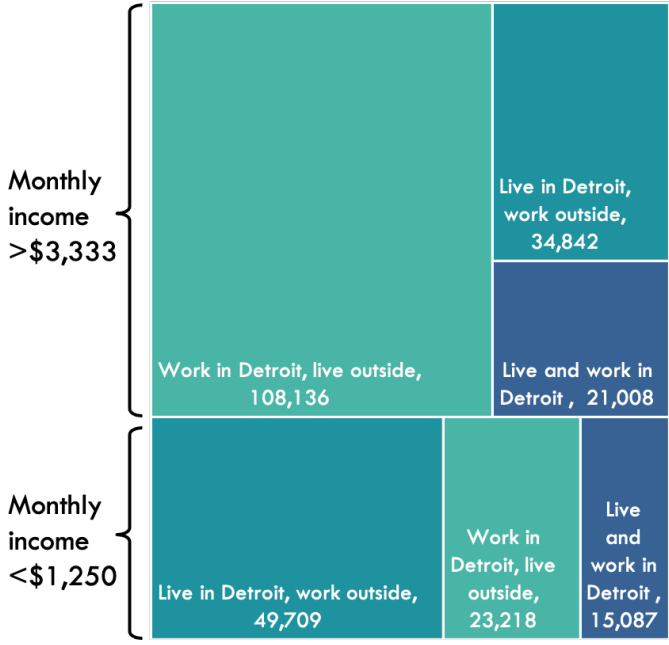 Monthly
income
>$3,333
Work in Detroit, live outside,
108,136
Live in Detroit,
work outside,
34,842
Live and work in
Detroit , 21,008
Monthly
income
<$1,250
Live in Detroit, work outside,
49,709
Work in
Detroit, live
outside,
23,218
Live
and
work in
Detroit ,
15,087